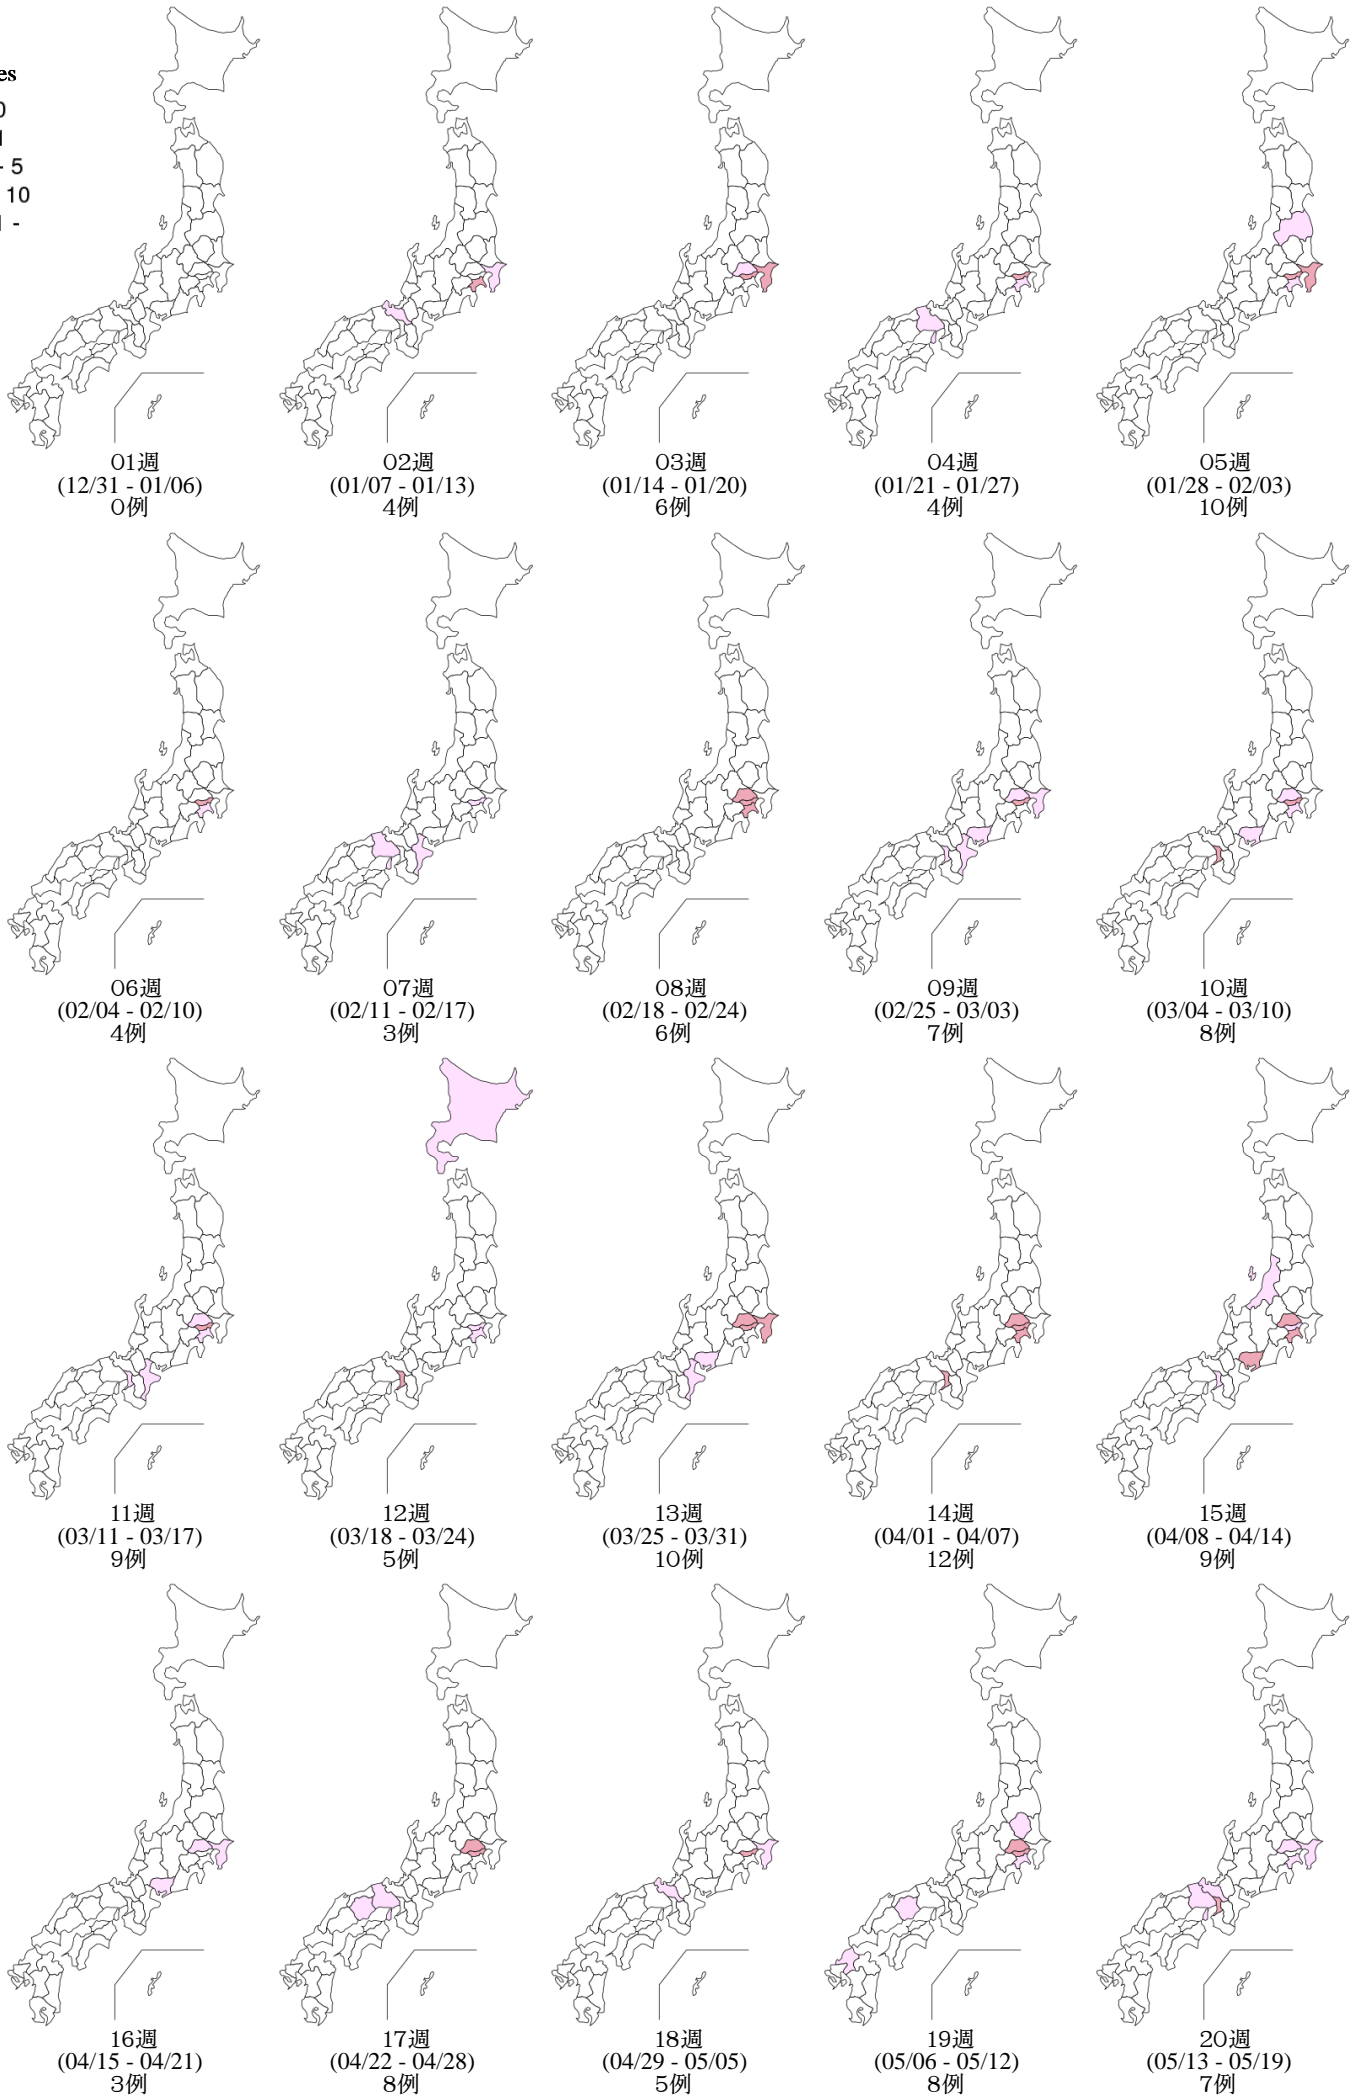 es
0
- 5
10
-
01週
(12/31 - 01/06)
0例
02週
(01/07 - 01/13)
4例
03週
(01/14 - 01/20)
6例
04週
(01/21 - 01/27)
4例
05週
(01/28 - 02/03)
10例
06週
(02/04 - 02/10)
4例
07週
(02/11 - 02/17)
3例
08週
(02/18 - 02/24)
6例
09週
(02/25 - 03/03)
7例
10週
(03/04 - 03/10)
8例
11週
(03/11 - 03/17)
9例
12週
(03/18 - 03/24)
5例
13週
(03/25 - 03/31)
10例
14週
(04/01 - 04/07)
12例
15週
(04/08 - 04/14)
9例
16週
(04/15 - 04/21)
3例
17週
(04/22 - 04/28)
8例
18週
(04/29 - 05/05)
5例
19週
(05/06 - 05/12)
8例
20週
(05/13 - 05/19)
7例